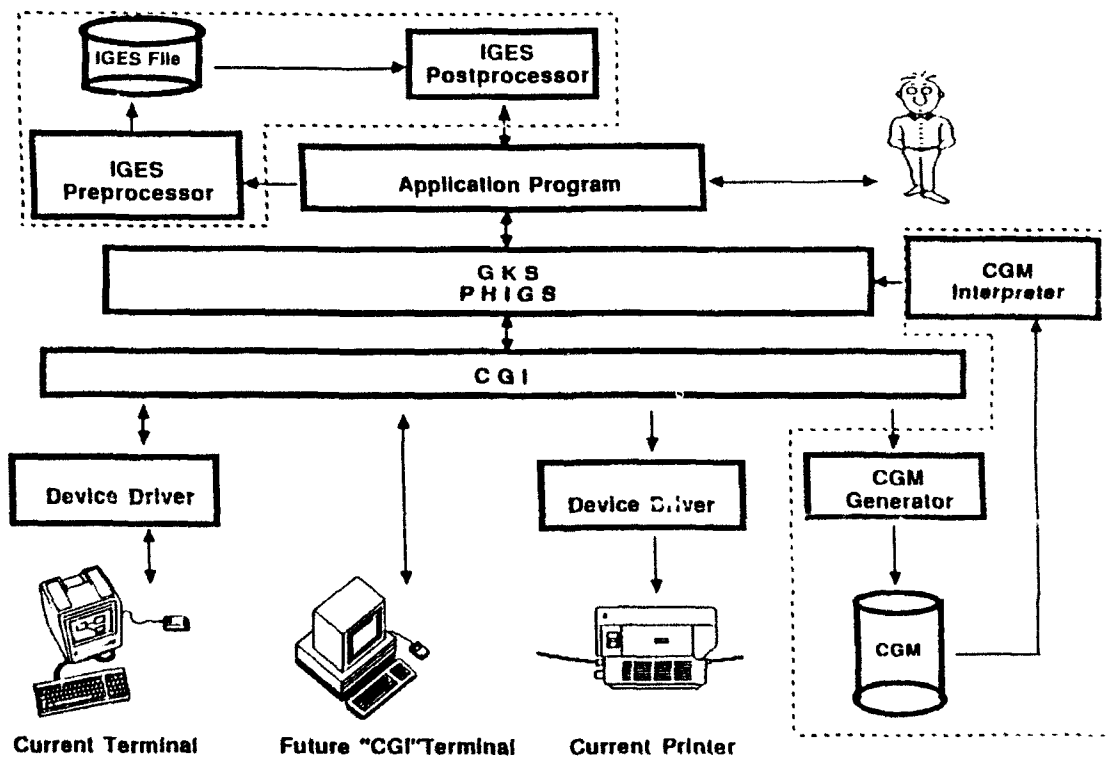 IGES File
IGES
Postprocessor
IGES
Preprocessor
Application Program
GKS
PHIGS
CGM
Interpreter
CGI
Device Driver
Device Driver
CGM
Generator
CGM
Current Terminal
Future "CGI"Terminal
Current Printer